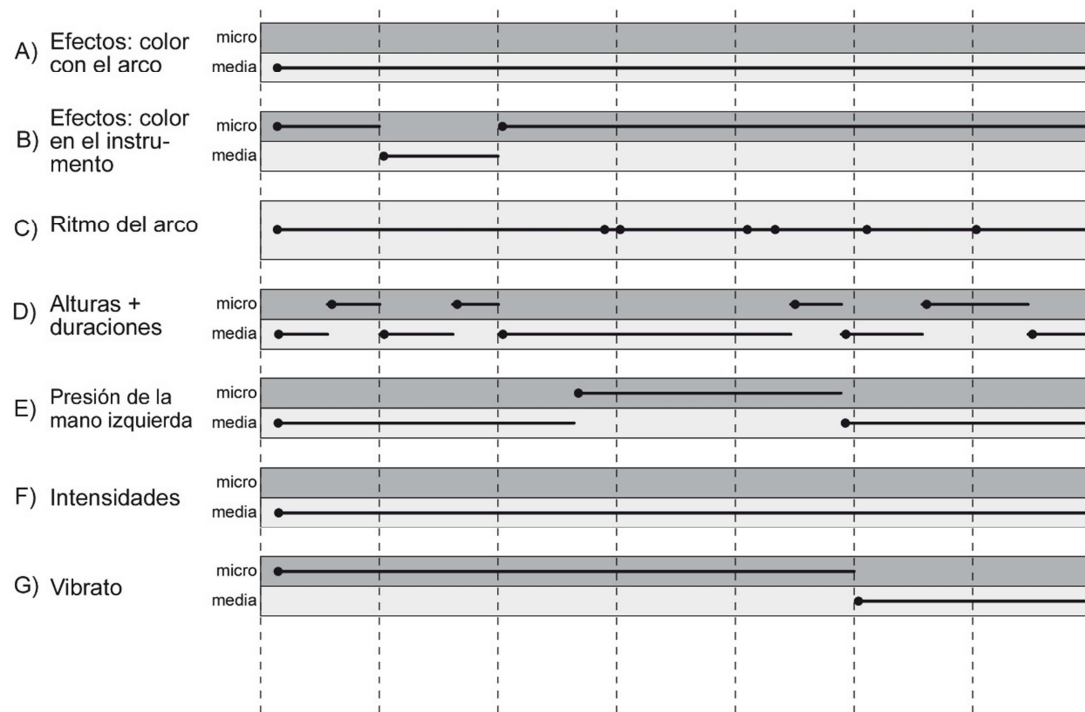 A) Efectos: color
con el arco
micro
media
B) Efectos: color
en el instru-
mento
micro
media
C) Ritmo del arco
D) Alturas +
duraciones
micro
media
E) Presión de la
mano izquierda
micro
media
F) Intensidades
micro
media
G) Vibrato
micro
media